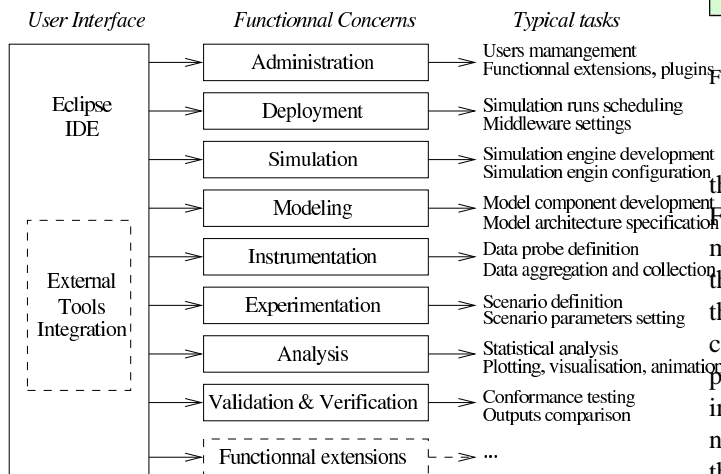 User Interface
Functionnal Concerns
Typical tasks
Eclipse
IDE
External
Tools
Integration
Administration
Users mamangement
Functionnal extensions, plugins
Deployment
Simulation runs scheduling
Middleware settings
Simulation
Simulation engine development
Simulation engin configuration
Modeling
Model component development
Model architecture specification
Instrumentation
Data probe definition
Data aggregation and collection
Experimentation
Scenario definition
Scenario parameters setting
Analysis
Statistical analysis
Plotting, visualisation, animation
Validation & Verification
Conformance testing
Outputs comparison
Functionnal extensions
...